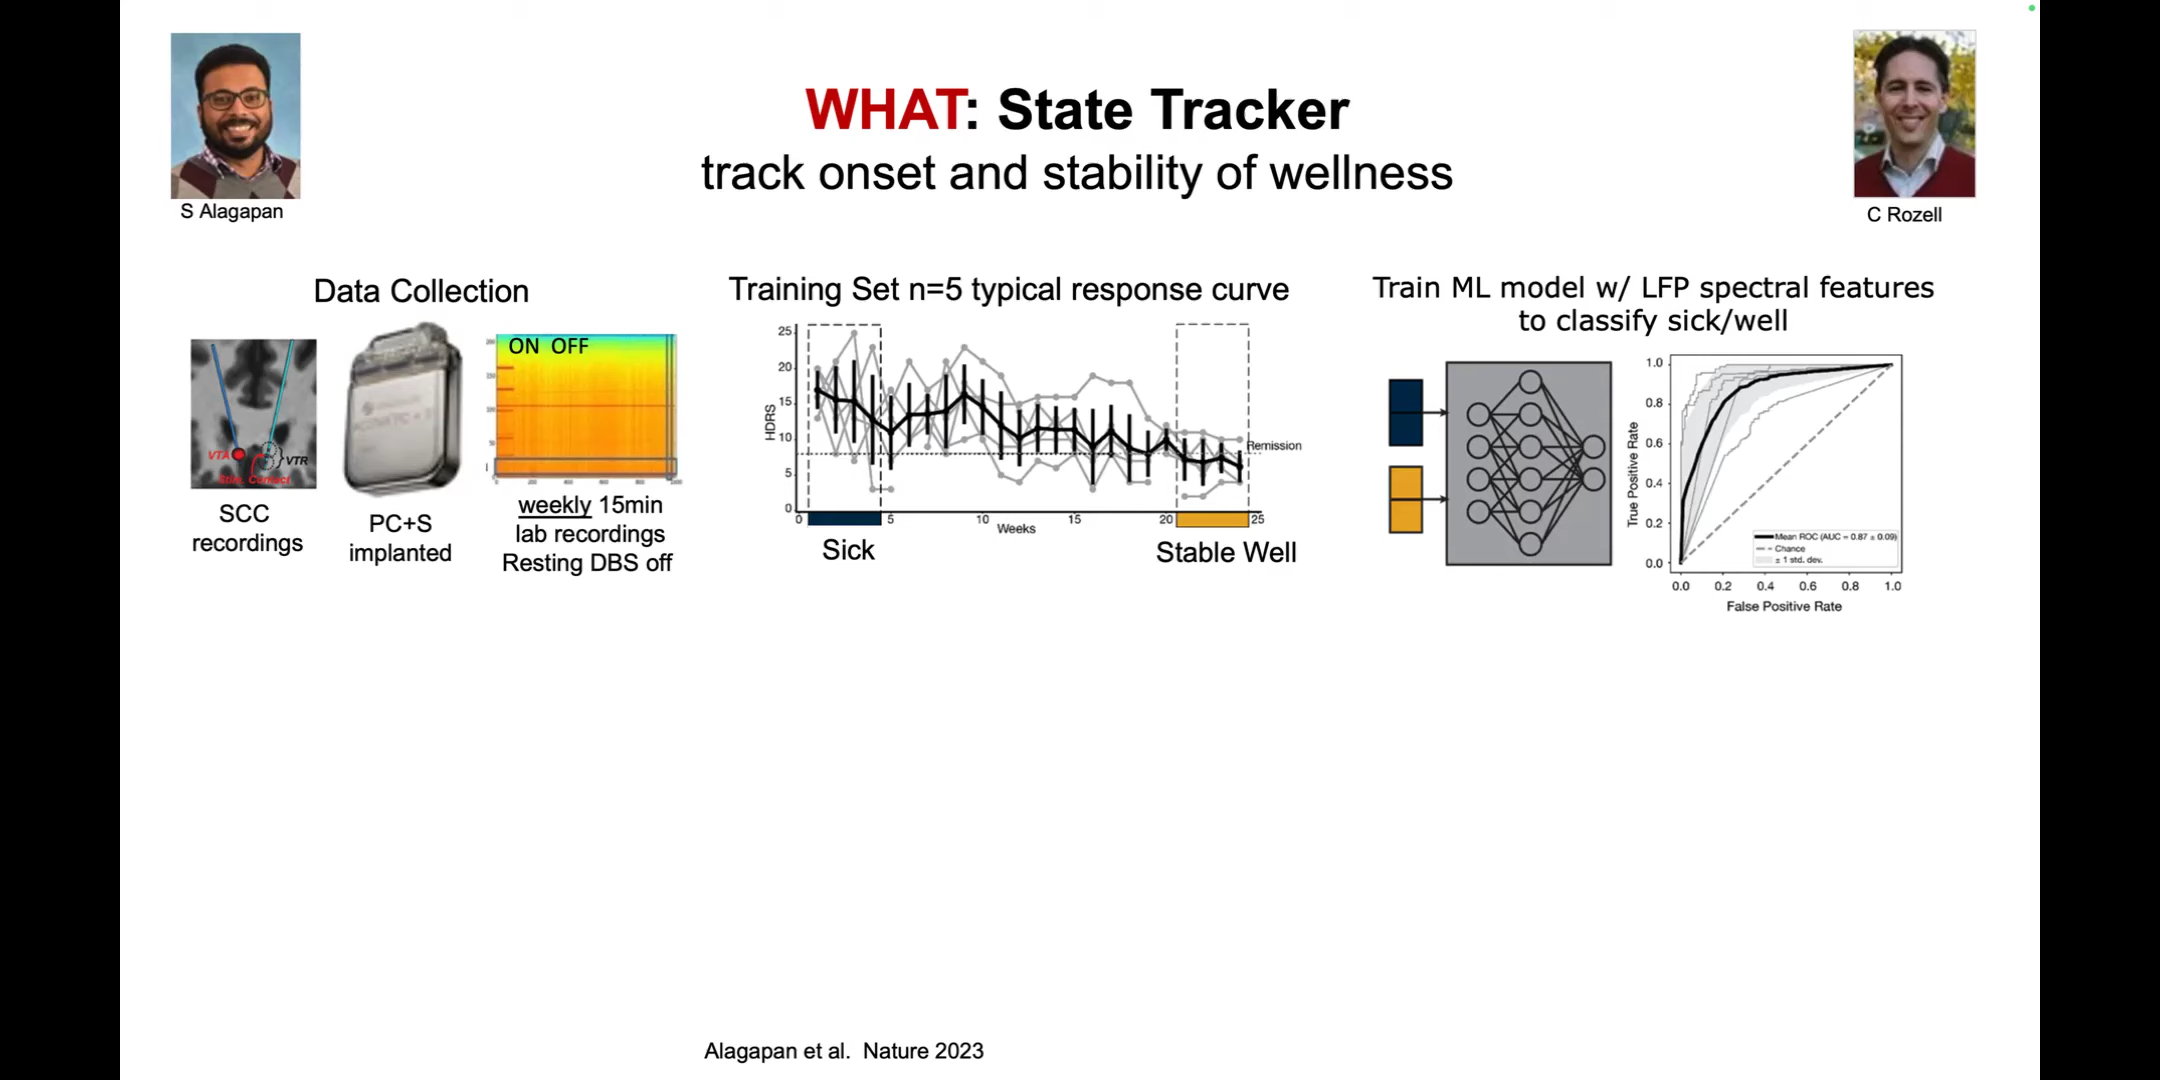 WHAT: State Tracker
track onset and stability of wellness
S Alagapan
C Rozell
Data Collection
VTA
VTR
Stim. Contact
SCC
recordings
PC+S
implanted
ON OFF
weekly 15min
lab recordings
Resting DBS off
Training Set n=5 typical response curve
HDRS
25
20
15
10
5
0
Remission
0 5 10 15 20 25
Weeks
Sick
Stable Well
Train ML model w/ LFP spectral features
to classify sick/well
True Positive Rate
1.0
0.8
0.6
0.4
0.2
0.0
Mean ROC (AUC = 0.87 ± 0.09)
Chance
± 1 std. dev.
0.0 0.2 0.4 0.6 0.8 1.0
False Positive Rate
Alagapan et al. Nature 2023